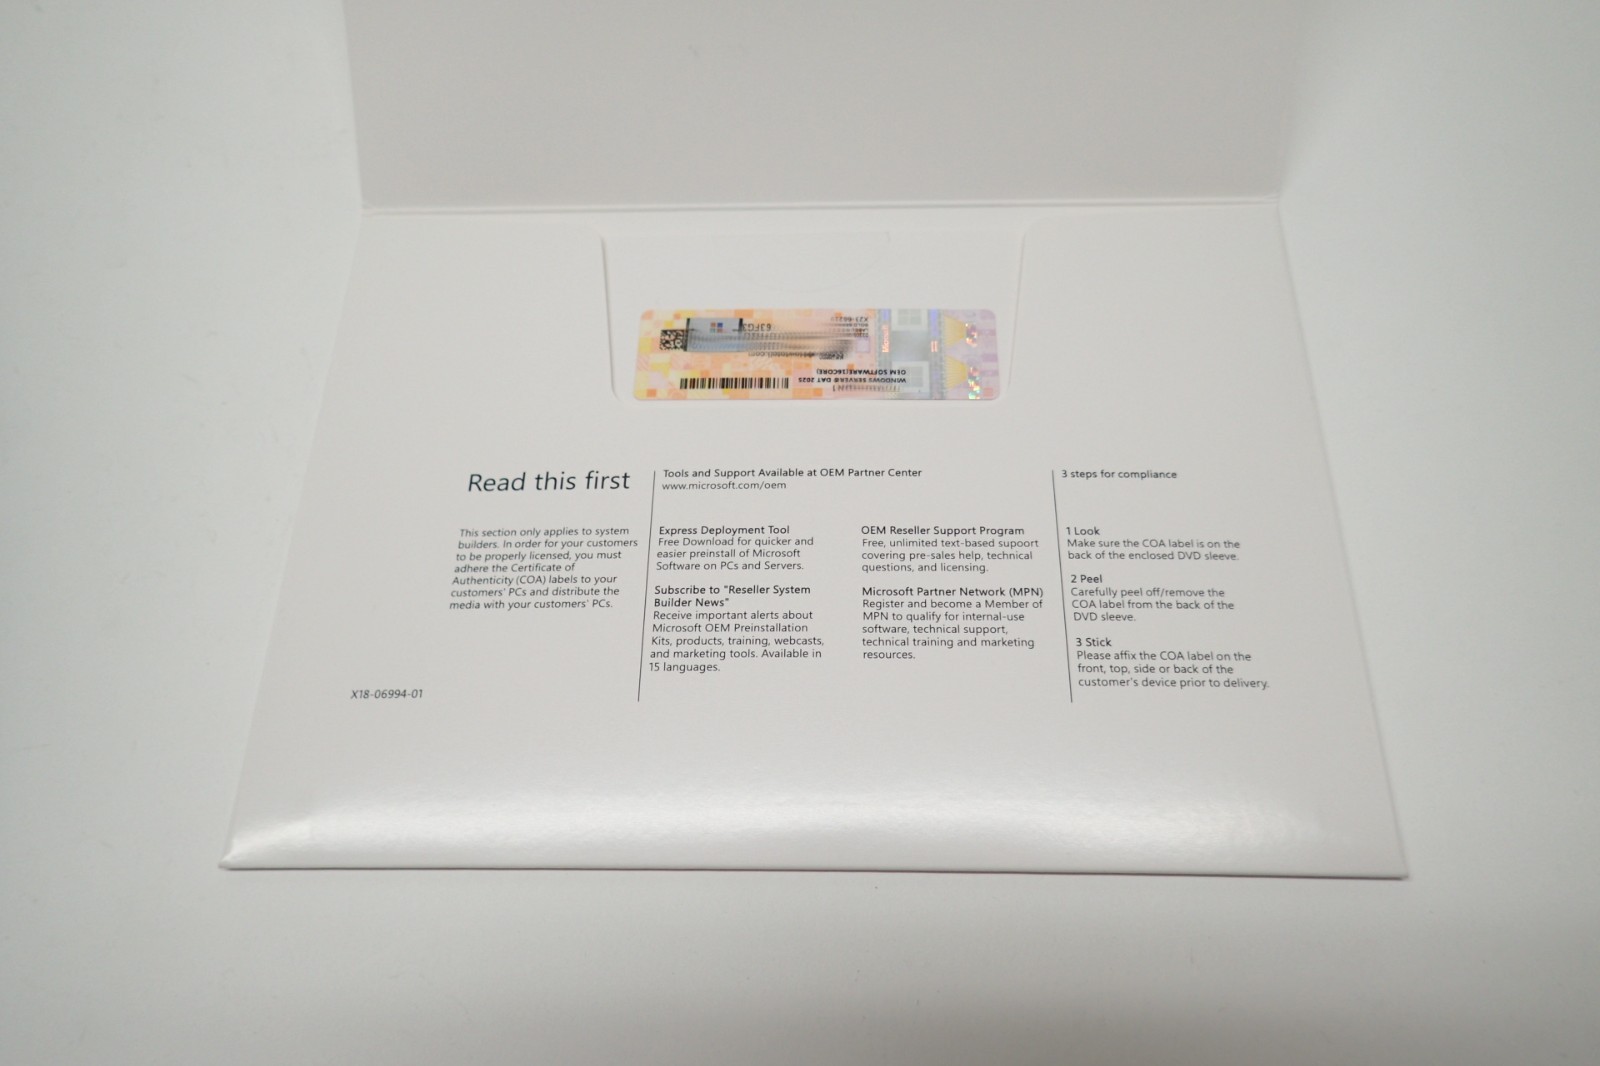 WINDOWS SERVER® DAT 2025
OEM SOFTWARE(16CORE)
Microsoft
63FG3
Read this first
This section only applies to system
builders. In order for your customers
to be properly licensed, you must
adhere the Certificate of
Authenticity (COA) labels to your
customers' PCs and distribute the
media with your customers' PCs.
X18-06994-01
Tools and Support Available at OEM Partner Center
www.microsoft.com/oem
Express Deployment Tool
Free Download for quicker and
easier preinstall of Microsoft
Software on PCs and Servers.
Subscribe to "Reseller System
Builder News"
Receive important alerts about
Microsoft OEM Preinstallation
Kits, products, training, webcasts,
and marketing tools. Available in
15 languages.
OEM Reseller Support Program
Free, unlimited text-based support
covering pre-sales help, technical
questions, and licensing.
Microsoft Partner Network (MPN)
Register and become a Member of
MPN to qualify for internal-use
software, technical support,
technical training and marketing
resources.
3 steps for compliance
1 Look
Make sure the COA label is on the
back of the enclosed DVD sleeve.
2 Peel
Carefully peel off/remove the
COA label from the back of the
DVD sleeve.
3 Stick
Please affix the COA label on the
front, top, side or back of the
customer's device prior to delivery.